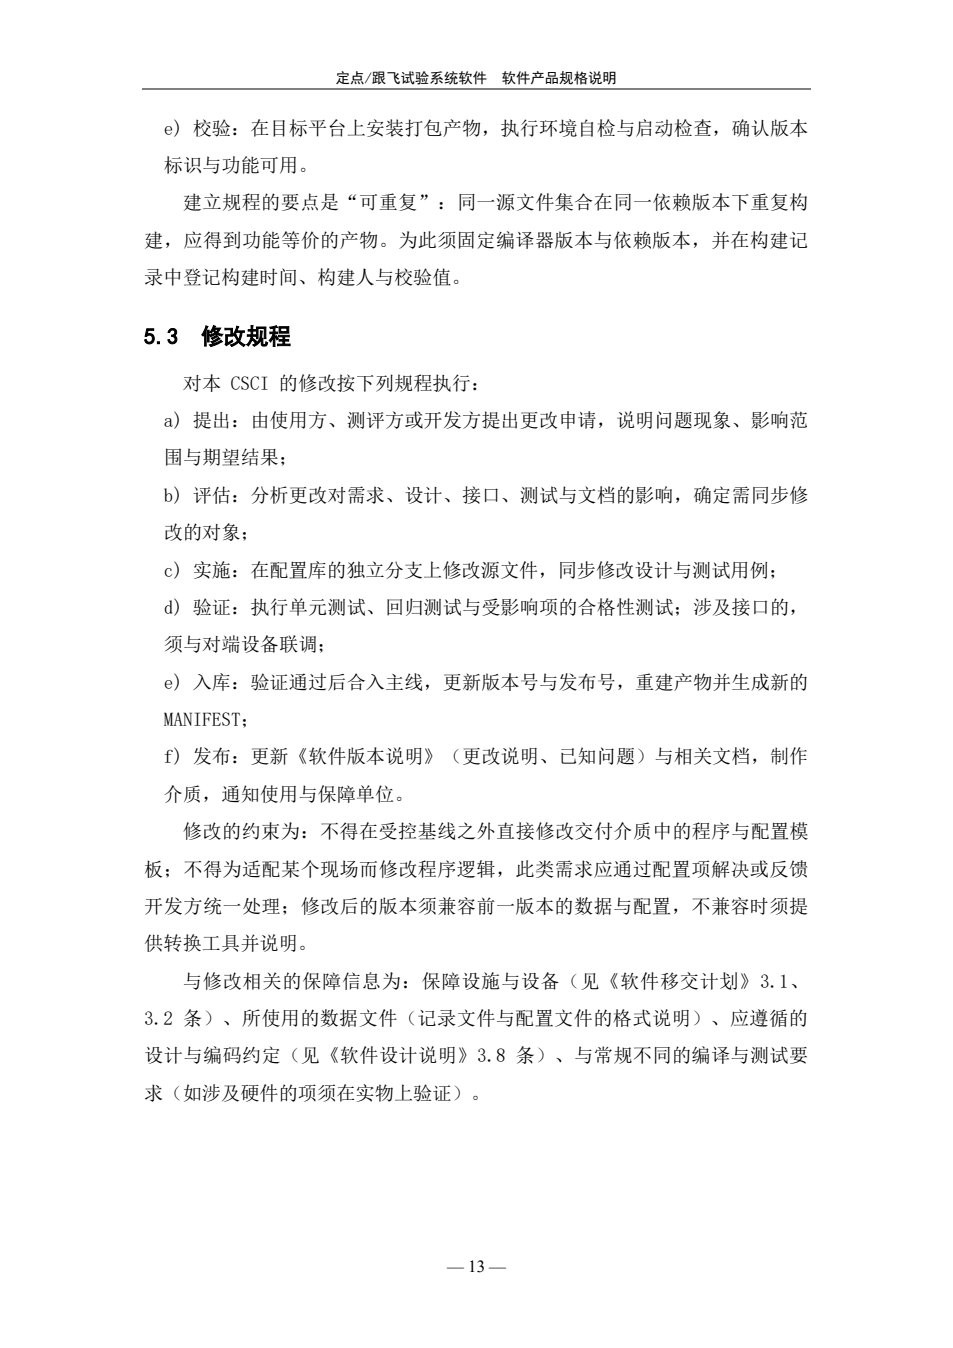 定点/跟飞试验系统软件　软件产品规格说明
e) 校验：在目标平台上安装打包产物，执行环境自检与启动检查，确认版本
标识与功能可用。
建立规程的要点是“可重复”：同一源文件集合在同一依赖版本下重复构
建，应得到功能等价的产物。为此须固定编译器版本与依赖版本，并在构建记
录中登记构建时间、构建人与校验值。
5.3　修改规程
对本 CSCI 的修改按下列规程执行：
a) 提出：由使用方、测评方或开发方提出更改申请，说明问题现象、影响范
围与期望结果；
b) 评估：分析更改对需求、设计、接口、测试与文档的影响，确定需同步修
改的对象；
c) 实施：在配置库的独立分支上修改源文件，同步修改设计与测试用例；
d) 验证：执行单元测试、回归测试与受影响项的合格性测试；涉及接口的，
须与对端设备联调；
e) 入库：验证通过后合入主线，更新版本号与发布号，重建产物并生成新的
MANIFEST；
f) 发布：更新《软件版本说明》（更改说明、已知问题）与相关文档，制作
介质，通知使用与保障单位。
修改的约束为：不得在受控基线之外直接修改交付介质中的程序与配置模
板；不得为适配某个现场而修改程序逻辑，此类需求应通过配置项解决或反馈
开发方统一处理；修改后的版本须兼容前一版本的数据与配置，不兼容时须提
供转换工具并说明。
与修改相关的保障信息为：保障设施与设备（见《软件移交计划》3.1、
3.2 条）、所使用的数据文件（记录文件与配置文件的格式说明）、应遵循的
设计与编码约定（见《软件设计说明》3.8 条）、与常规不同的编译与测试要
求（如涉及硬件的项须在实物上验证）。
— 13 —